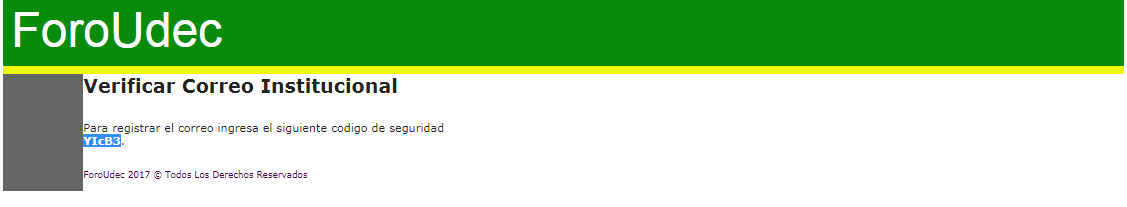 ForoUdec
Verificar Correo Institucional
Para registrar el correo ingresa el siguiente codigo de seguridad
YIcB3.
ForoUdec 2017 © Todos Los Derechos Reservados